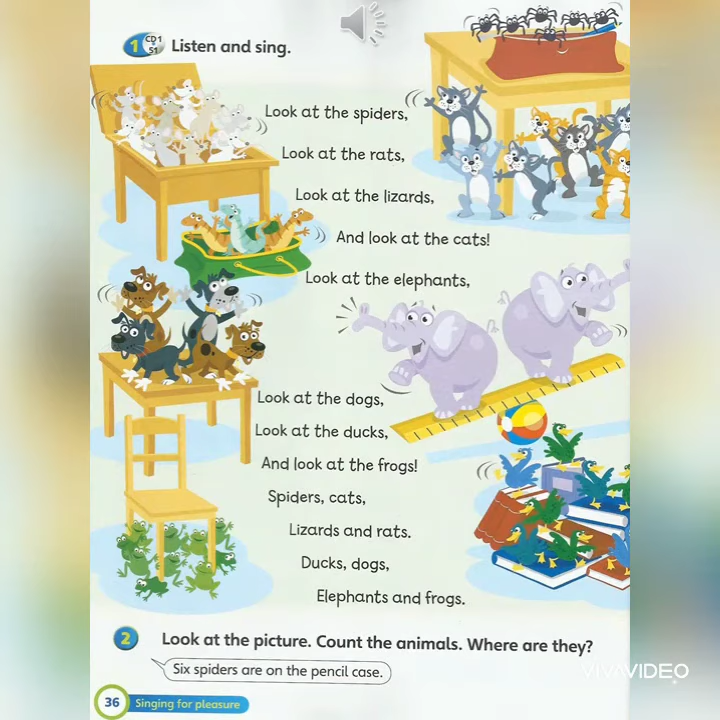 1 CD1 51 Listen and sing.
Look at the spiders,
Look at the rats,
Look at the lizards,
And look at the cats!
Look at the elephants,
Look at the dogs,
Look at the ducks,
And look at the frogs!
Spiders, cats,
Lizards and rats.
Ducks, dogs,
Elephants and frogs.
2 Look at the picture. Count the animals. Where are they?
Six spiders are on the pencil case.
36 Singing for pleasure
VIVAVIDEO